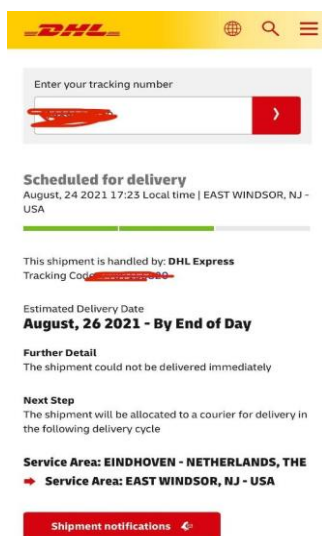 DHL
Enter your tracking number
Scheduled for delivery
August, 24 2021 17:23 Local time | EAST WINDSOR, NJ -
USA
This shipment is handled by: DHL Express
Tracking Code:
Estimated Delivery Date
August, 26 2021 - By End of Day
Further Detail
The shipment could not be delivered immediately
Next Step
The shipment will be allocated to a courier for delivery in
the following delivery cycle
Service Area: EINDHOVEN - NETHERLANDS, THE
Service Area: EAST WINDSOR, NJ - USA
Shipment notifications